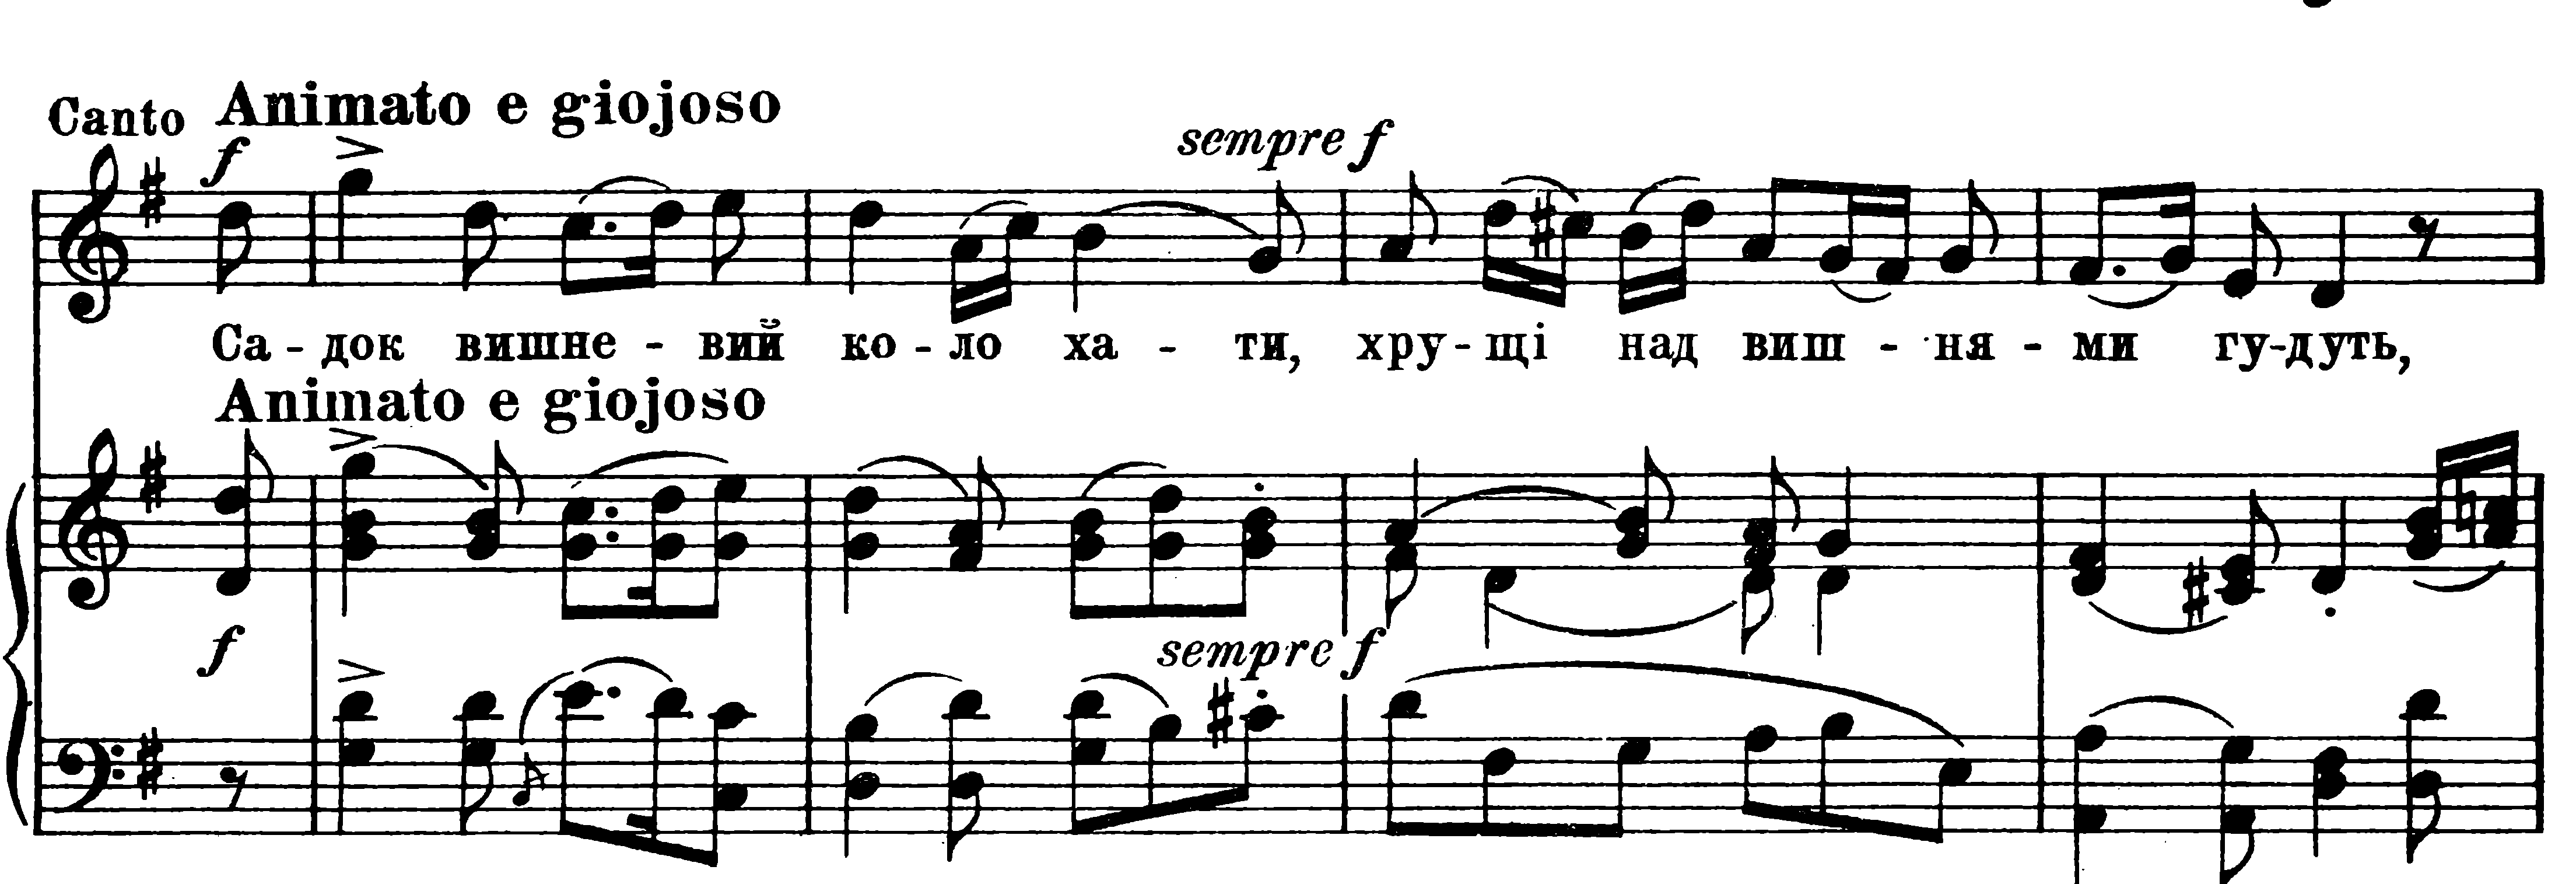 Canto Animato e giojoso
f
sempre f
Са - док вишне - вий ко - ло ха - ти, хру - щі над виш - ня - ми гу-дуть,
Animato e giojoso
f
sempre f